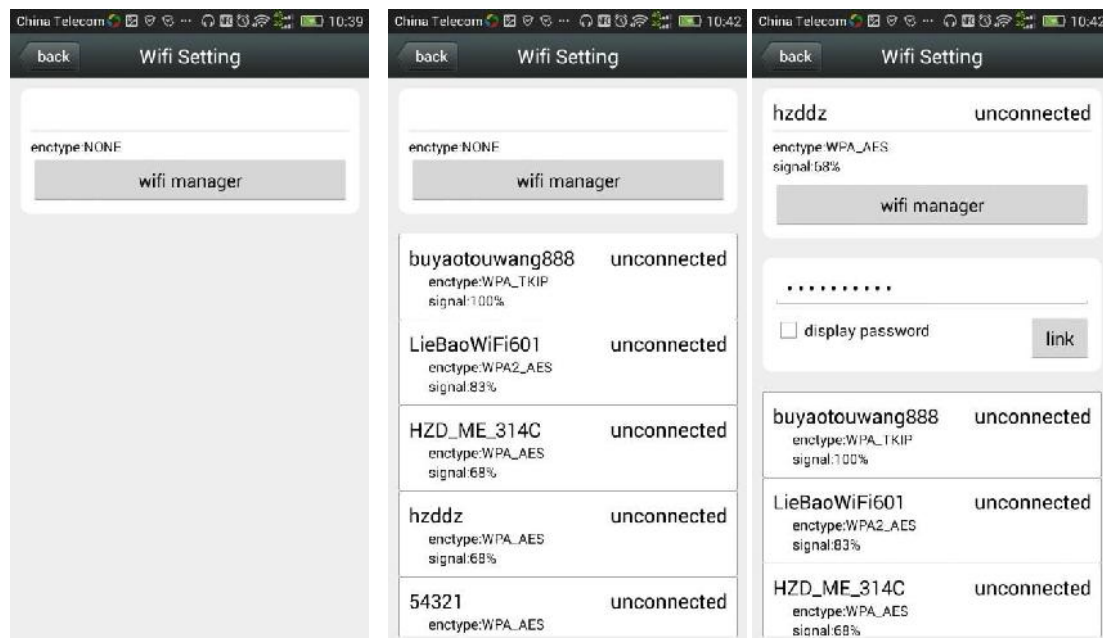 China Telecom 10:39
back Wifi Setting
enctype:NONE
wifi manager
China Telecom 10:42
back Wifi Setting
enctype:NONE
wifi manager
buyaotouwang888 unconnected
enctype:WPA_TKIP
signal:100%
LieBaoWiFi601 unconnected
enctype:WPA2_AES
signal:83%
HZD_ME_314C unconnected
enctype:WPA_AES
signal:68%
hzddz unconnected
enctype:WPA_AES
signal:68%
54321 unconnected
enctype:WPA_AES
China Telecom 10:42
back Wifi Setting
hzddz unconnected
enctype:WPA_AES
signal:68%
wifi manager
display password link
buyaotouwang888 unconnected
enctype:WPA_TKIP
signal:100%
LieBaoWiFi601 unconnected
enctype:WPA2_AES
signal:83%
HZD_ME_314C unconnected
enctype:WPA_AES
signal:68%